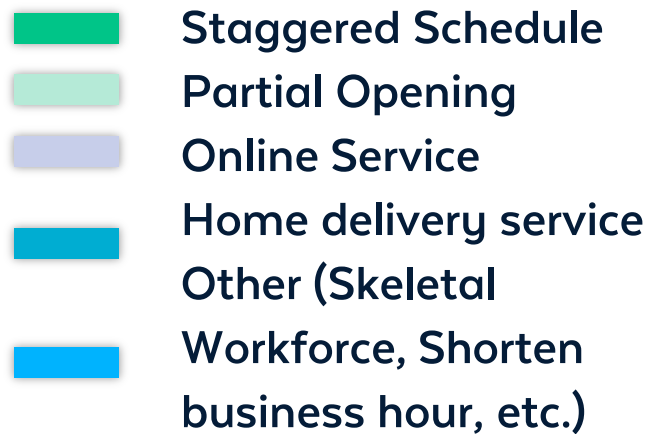 Staggered Schedule
Partial Opening
Online Service
Home delivery service
Other (Skeletal
Workforce, Shorten
business hour, etc.)